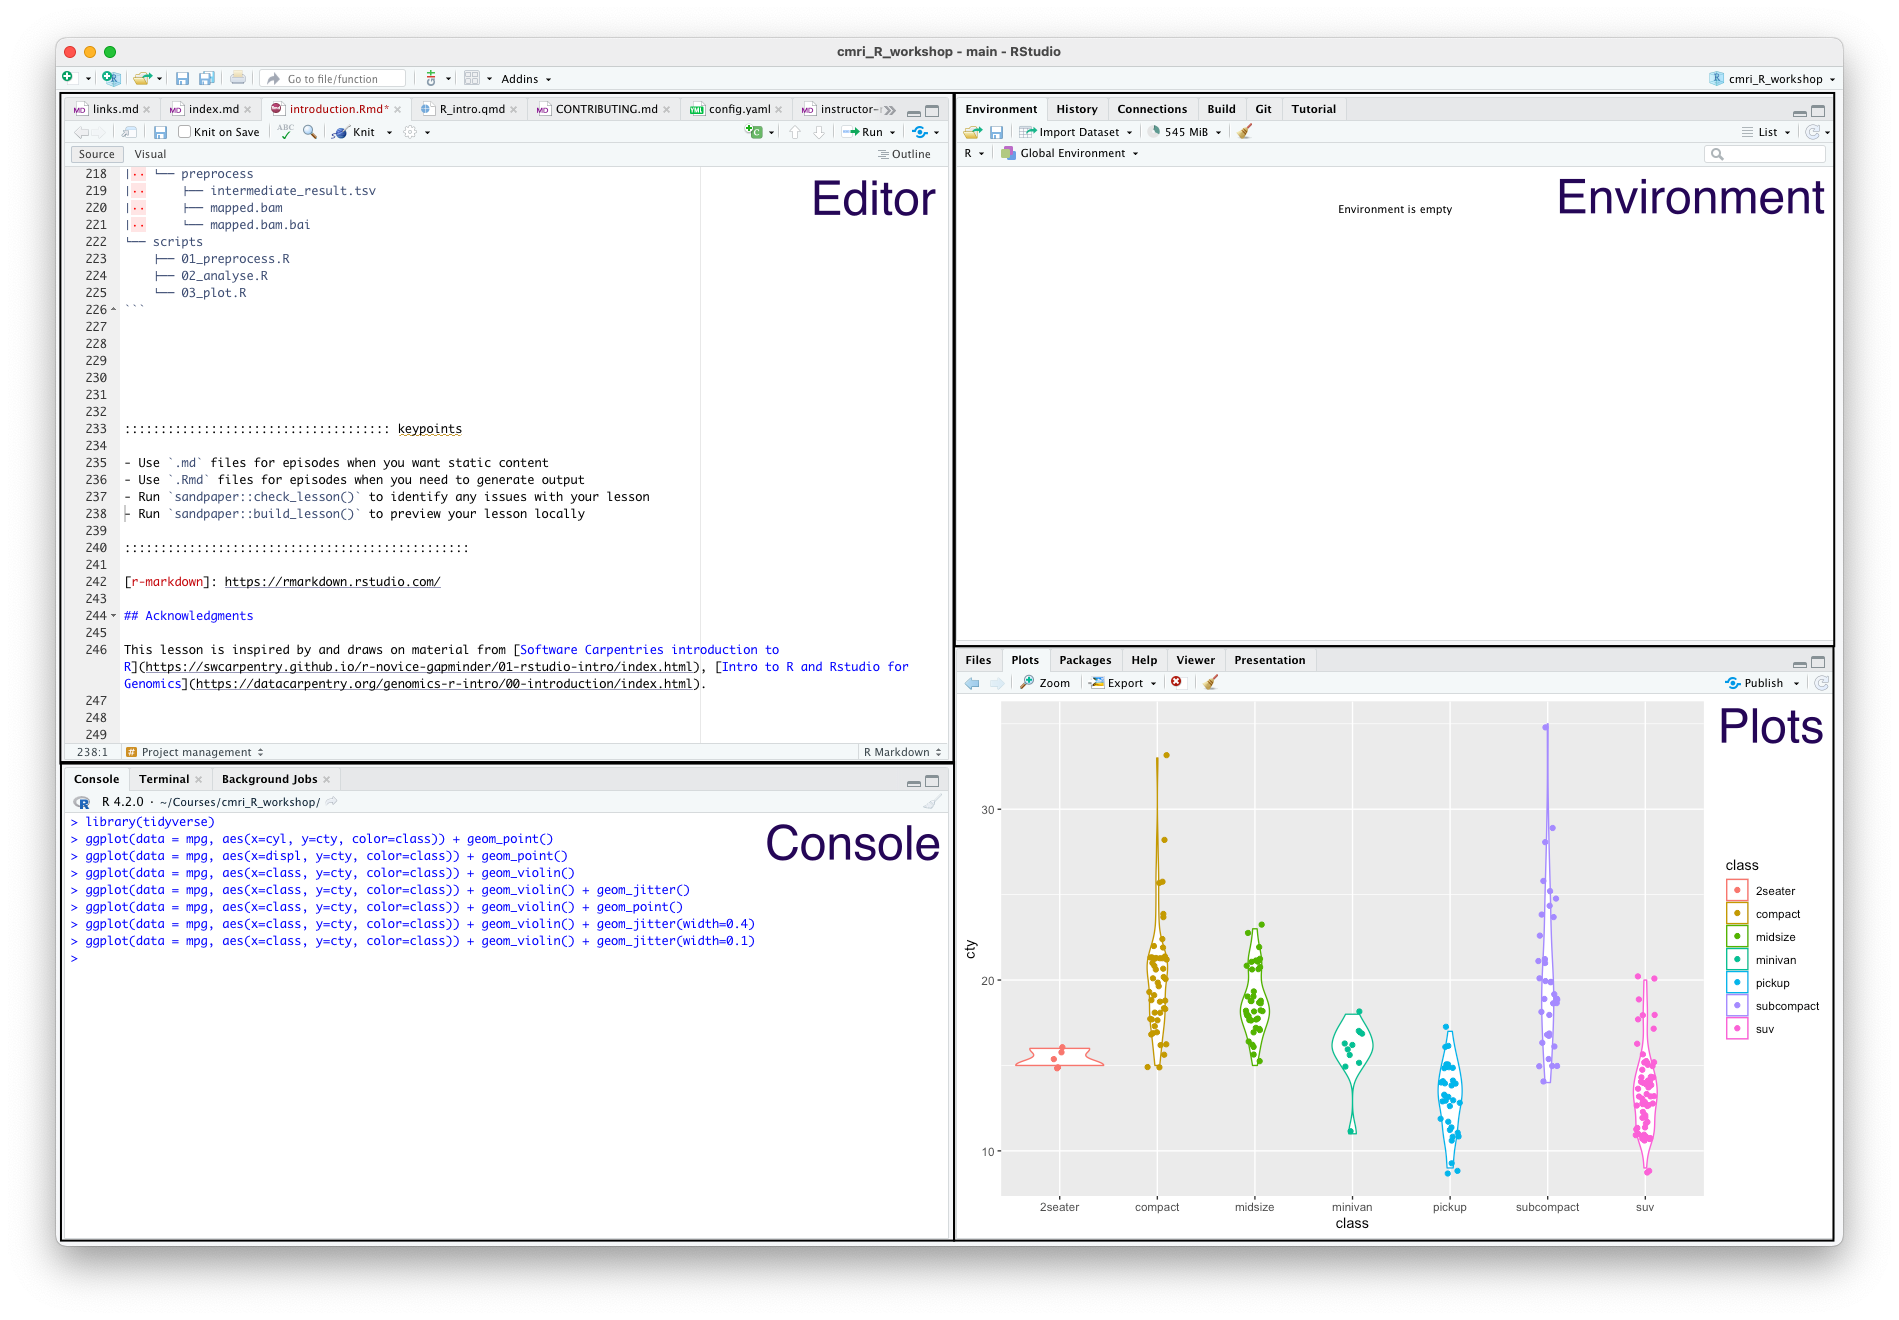 cmri_R_workshop - main - RStudio
Go to file/function
Addins
cmri_R_workshop
links.md
index.md
introduction.Rmd*
R_intro.qmd
CONTRIBUTING.md
config.yaml
instructor-
Knit on Save
Knit
Run
Source
Visual
Outline
Editor
218 |·· └── preprocess
219 |··     ├── intermediate_result.tsv
220 |··     ├── mapped.bam
221 |··     └── mapped.bam.bai
222 └── scripts
223     ├── 01_preprocess.R
224     ├── 02_analyse.R
225     └── 03_plot.R
226 ```
227
228
229
230
231
232
233 ::::::::::::::::::::::::::::::::::::: keypoints
234
235 - Use `.md` files for episodes when you want static content
236 - Use `.Rmd` files for episodes when you need to generate output
237 - Run `sandpaper::check_lesson()` to identify any issues with your lesson
238 - Run `sandpaper::build_lesson()` to preview your lesson locally
239
240 ::::::::::::::::::::::::::::::::::::::::::::::::
241
242 [r-markdown]: https://rmarkdown.rstudio.com/
243
244 ## Acknowledgments
245
246 This lesson is inspired by and draws on material from [Software Carpentries introduction to
R](https://swcarpentry.github.io/r-novice-gapminder/01-rstudio-intro/index.html), [Intro to R and Rstudio for
Genomics](https://datacarpentry.org/genomics-r-intro/00-introduction/index.html).
247
248
249
238:1
# Project management
R Markdown
Console
Terminal
Background Jobs
R 4.2.0 · ~/Courses/cmri_R_workshop/
Console
> library(tidyverse)
> ggplot(data = mpg, aes(x=cyl, y=cty, color=class)) + geom_point()
> ggplot(data = mpg, aes(x=displ, y=cty, color=class)) + geom_point()
> ggplot(data = mpg, aes(x=class, y=cty, color=class)) + geom_violin()
> ggplot(data = mpg, aes(x=class, y=cty, color=class)) + geom_violin() + geom_jitter()
> ggplot(data = mpg, aes(x=class, y=cty, color=class)) + geom_violin() + geom_point()
> ggplot(data = mpg, aes(x=class, y=cty, color=class)) + geom_violin() + geom_jitter(width=0.4)
> ggplot(data = mpg, aes(x=class, y=cty, color=class)) + geom_violin() + geom_jitter(width=0.1)
>
Environment
History
Connections
Build
Git
Tutorial
Import Dataset
545 MiB
List
R
Global Environment
Environment is empty
Environment
Files
Plots
Packages
Help
Viewer
Presentation
Zoom
Export
Publish
Plots
30
20
10
cty
2seater
compact
midsize
minivan
pickup
subcompact
suv
class
class
2seater
compact
midsize
minivan
pickup
subcompact
suv